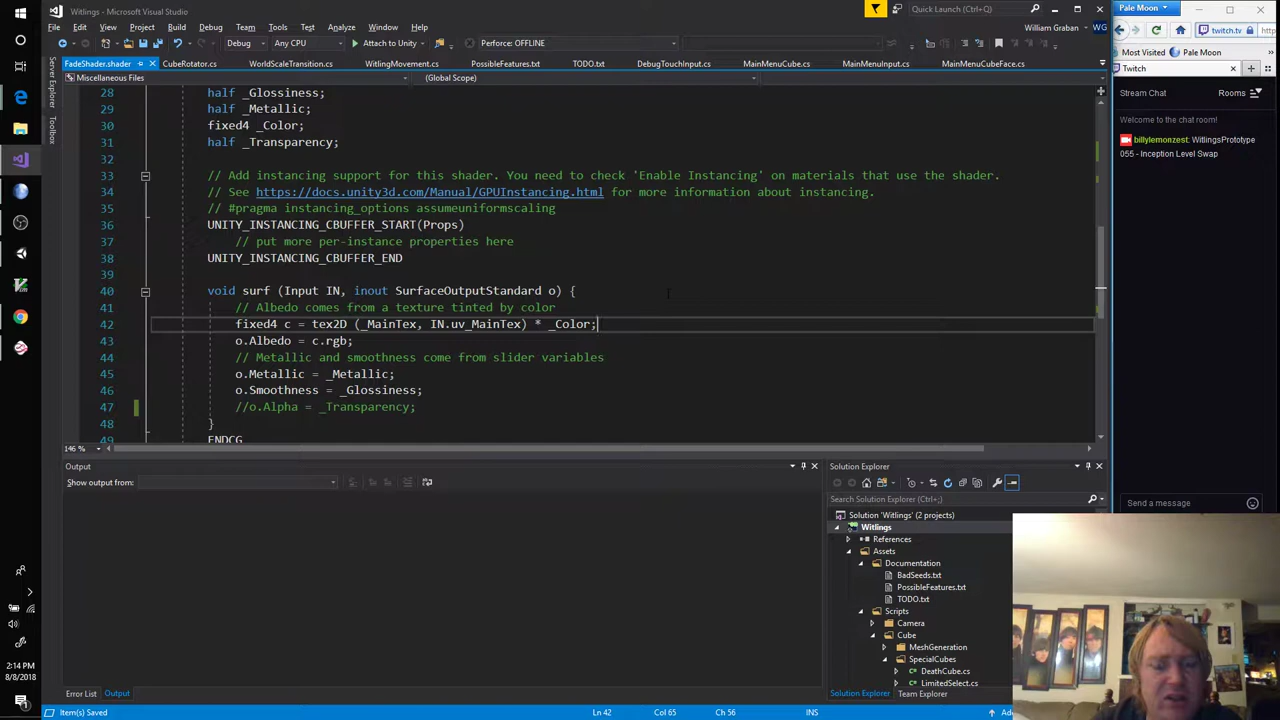 Witlings - Microsoft Visual Studio
Quick Launch (Ctrl+Q)
File Edit View Project Build Debug Team Tools Analyze Window Help
William Graban WG
Debug Any CPU Attach to Unity Perforce: OFFLINE
FadeShader.shader CubeRotator.cs WorldScaleTransition.cs WitlingMovement.cs PositionFader.cs TODO.txt DebugTouchInput.cs MainMenuCube.cs MainMenuInput.cs MainMenuCubeFace.cs
Miscellaneous Files (Global Scope)
Server Explorer
Toolbox
28 half _Glossiness;
29 half _Metallic;
30 fixed4 _Color;
31 half _Transparency;
32
33 // Add instancing support for this shader. You need to check 'Enable Instancing' on materials that use the shader.
34 // See https://docs.unity3d.com/Manual/GPUInstancing.html for more information about instancing.
35 // #pragma instancing_options assumeuniformscaling
36 UNITY_INSTANCING_CBUFFER_START(Props)
37 // put more per-instance properties here
38 UNITY_INSTANCING_CBUFFER_END
39
40 void surf (Input IN, inout SurfaceOutputStandard o) {
41 // Albedo comes from a texture tinted by color
42 fixed4 c = tex2D (_MainTex, IN.uv_MainTex) * _Color;
43 o.Albedo = c.rgb;
44 // Metallic and smoothness come from slider variables
45 o.Metallic = _Metallic;
46 o.Smoothness = _Glossiness;
47 //o.Alpha = _Transparency;
48 }
49 ENDCG
146 %
Output
Show output from:
Error List Output
Solution Explorer
Search Solution Explorer (Ctrl+;)
Solution 'Witlings' (2 projects)
Witlings
References
Assets
Documentation
BadSeeds.txt
PossibleFeatures.txt
TODO.txt
Scripts
Camera
Cube
MeshGeneration
SpecialCubes
DeathCube.cs
LimitedSelect.cs
Solution Explorer Team Explorer
Item(s) Saved Ln 42 Col 65 Ch 56 INS
2:14 PM
8/8/2018
Pale Moon
twitch.tv
Most Visited Pale Moon
Twitch
Stream Chat Rooms
Welcome to the chat room!
billylemonzest: WitlingsPrototype
055 - Inception Level Swap
Send a message